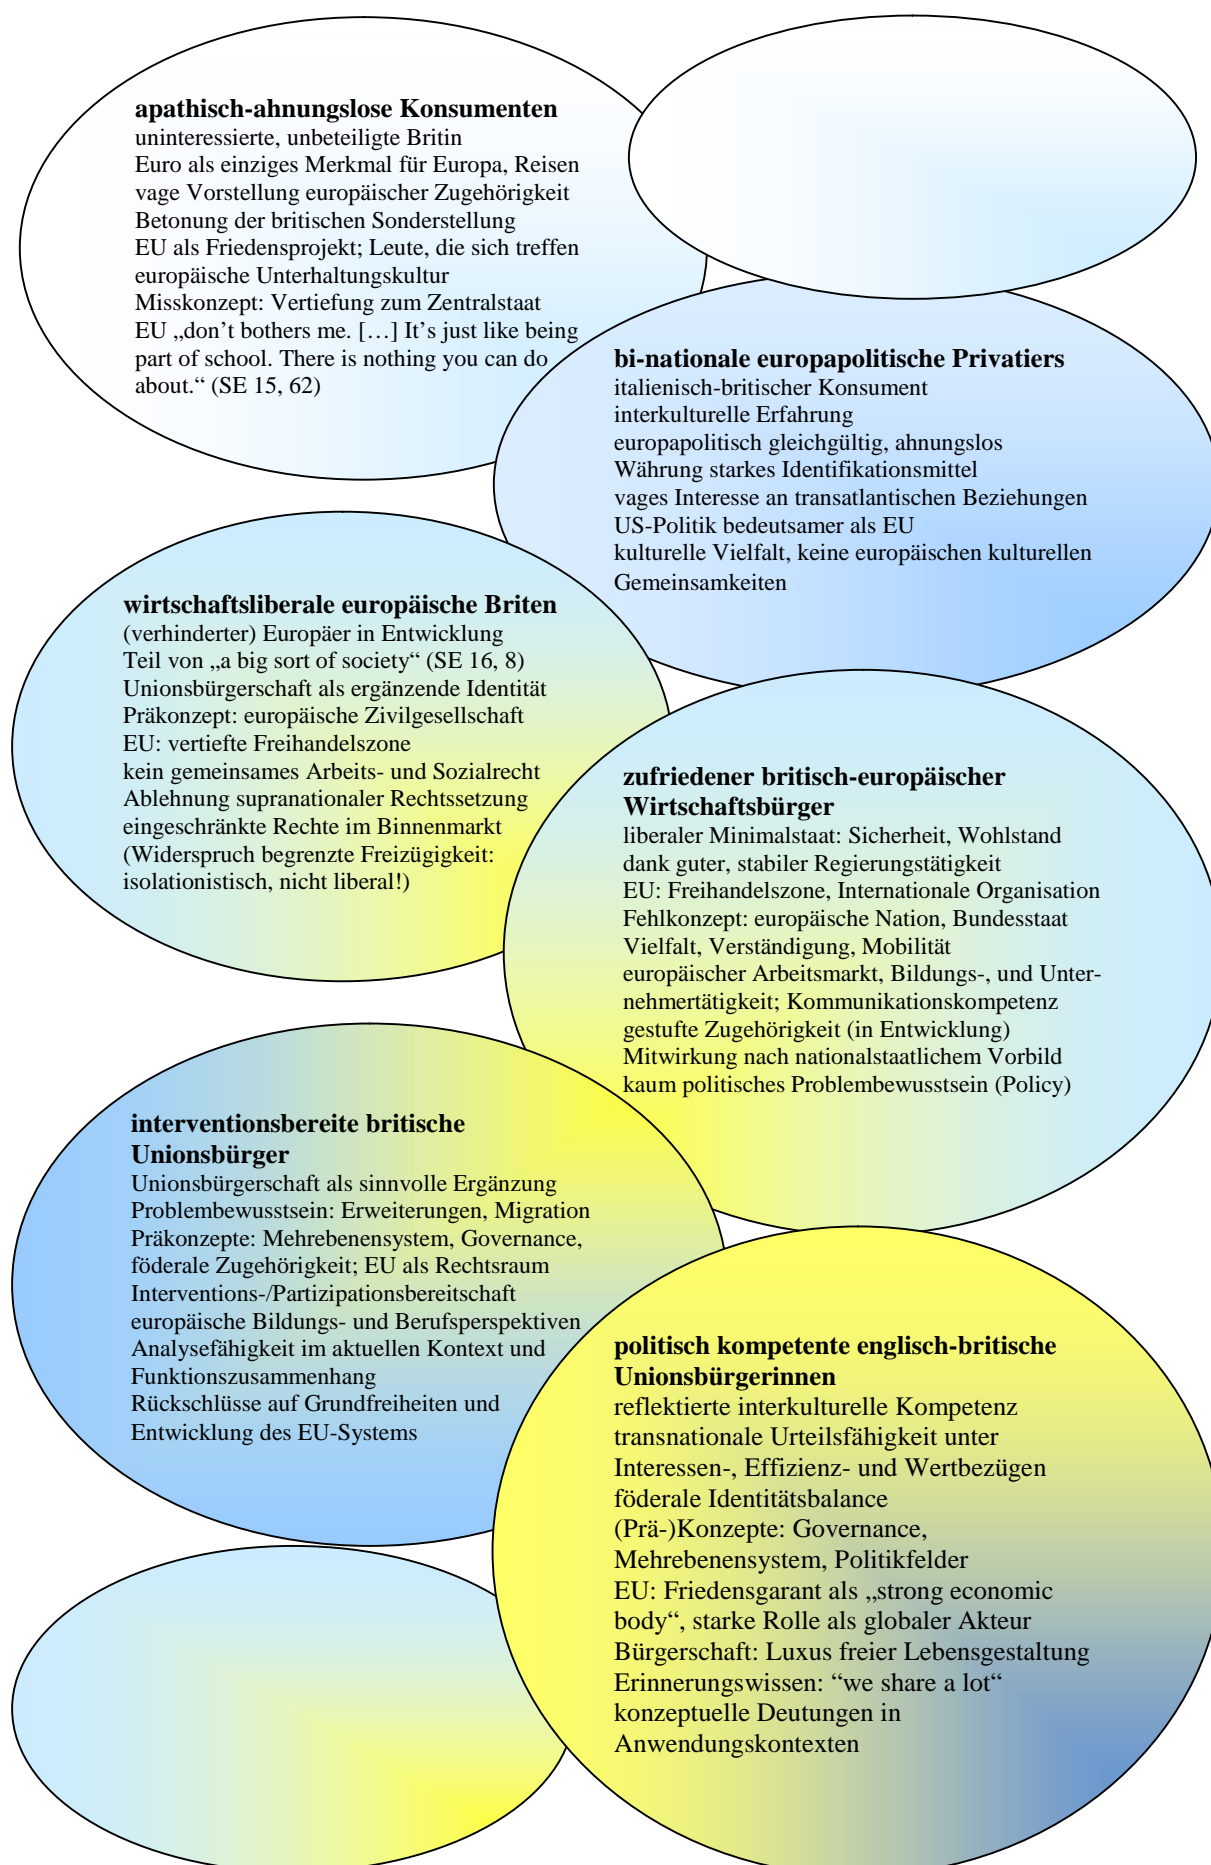 apathisch-ahnungslose Konsumenten
uninteressierte, unbeteiligte Britin
Euro als einziges Merkmal für Europa, Reisen
vage Vorstellung europäischer Zugehörigkeit
Betonung der britischen Sonderstellung
EU als Friedensprojekt; Leute, die sich treffen
europäische Unterhaltungskultur
Misskonzept: Vertiefung zum Zentralstaat
EU „don't bothers me. […] It's just like being
part of school. There is nothing you can do
about.“ (SE 15, 62)
bi-nationale europapolitische Privatiers
italienisch-britischer Konsument
interkulturelle Erfahrung
europapolitisch gleichgültig, ahnungslos
Währung starkes Identifikationsmittel
vages Interesse an transatlantischen Beziehungen
US-Politik bedeutsamer als EU
kulturelle Vielfalt, keine europäischen kulturellen
Gemeinsamkeiten
wirtschaftsliberale europäische Briten
(verhinderter) Europäer in Entwicklung
Teil von „a big sort of society“ (SE 16, 8)
Unionsbürgerschaft als ergänzende Identität
Präkonzept: europäische Zivilgesellschaft
EU: vertiefte Freihandelszone
kein gemeinsames Arbeits- und Sozialrecht
Ablehnung supranationaler Rechtssetzung
eingeschränkte Rechte im Binnenmarkt
(Widerspruch begrenzte Freizügigkeit:
isolationistisch, nicht liberal!)
zufriedener britisch-europäischer
Wirtschaftsbürger
liberaler Minimalstaat: Sicherheit, Wohlstand
dank guter, stabiler Regierungstätigkeit
EU: Freihandelszone, Internationale Organisation
Fehlkonzept: europäische Nation, Bundesstaat
Vielfalt, Verständigung, Mobilität
europäischer Arbeitsmarkt, Bildungs-, und Unter-
nehmertätigkeit; Kommunikationskompetenz
gestufte Zugehörigkeit (in Entwicklung)
Mitwirkung nach nationalstaatlichem Vorbild
kaum politisches Problembewusstsein (Policy)
interventionsbereite britische
Unionsbürger
Unionsbürgerschaft als sinnvolle Ergänzung
Problembewusstsein: Erweiterungen, Migration
Präkonzepte: Mehrebenensystem, Governance,
föderale Zugehörigkeit; EU als Rechtsraum
Interventions-/Partizipationsbereitschaft
europäische Bildungs- und Berufsperspektiven
Analysefähigkeit im aktuellen Kontext und
Funktionszusammenhang
Rückschlüsse auf Grundfreiheiten und
Entwicklung des EU-Systems
politisch kompetente englisch-britische
Unionsbürgerinnen
reflektierte interkulturelle Kompetenz
transnationale Urteilsfähigkeit unter
Interessen-, Effizienz- und Wertbezügen
föderale Identitätsbalance
(Prä-)Konzepte: Governance,
Mehrebenensystem, Politikfelder
EU: Friedensgarant als „strong economic
body“, starke Rolle als globaler Akteur
Bürgerschaft: Luxus freier Lebensgestaltung
Erinnerungswissen: “we share a lot“
konzeptuelle Deutungen in
Anwendungskontexten